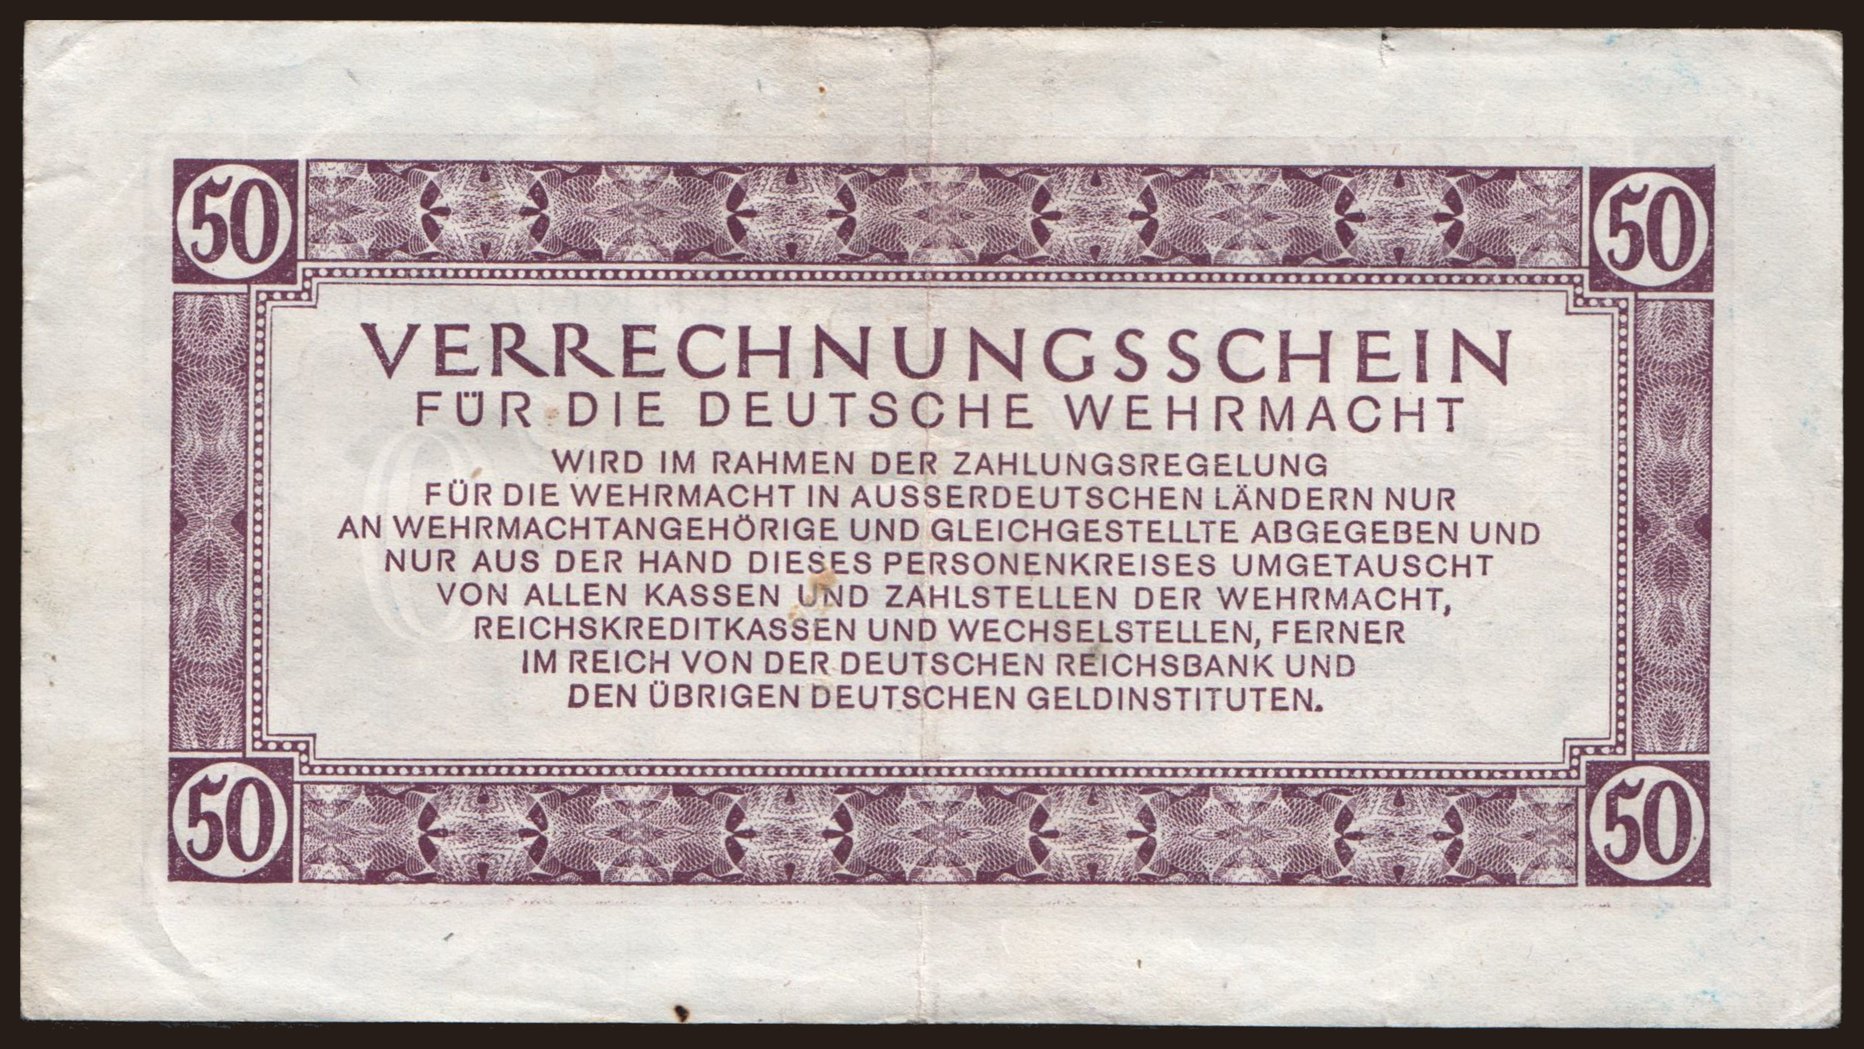 50 50
VERRECHNUNGSSCHEIN
FÜR DIE DEUTSCHE WEHRMACHT
WIRD IM RAHMEN DER ZAHLUNGSREGELUNG
FÜR DIE WEHRMACHT IN AUSSERDEUTSCHEN LÄNDERN NUR
AN WEHRMACHTANGEHÖRIGE UND GLEICHGESTELLTE ABGEGEBEN UND
NUR AUS DER HAND DIESES PERSONENKREISES UMGETAUSCHT
VON ALLEN KASSEN UND ZAHLSTELLEN DER WEHRMACHT,
REICHSKREDITKASSEN UND WECHSELSTELLEN, FERNER
IM REICH VON DER DEUTSCHEN REICHSBANK UND
DEN ÜBRIGEN DEUTSCHEN GELDINSTITUTEN.
50 50